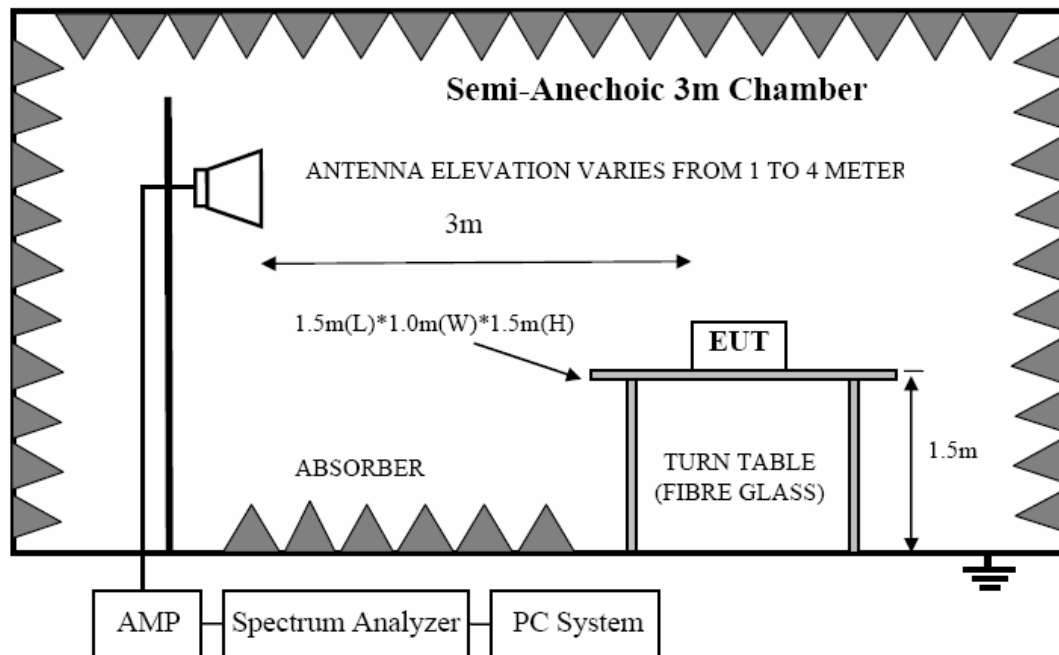 Semi-Anechoic 3m Chamber
ANTENNA ELEVATION VARIES FROM 1 TO 4 METER
3m
1.5m(L)*1.0m(W)*1.5m(H)
EUT
1.5m
ABSORBER
TURN TABLE
(FIBRE GLASS)
AMP
Spectrum Analyzer
PC System